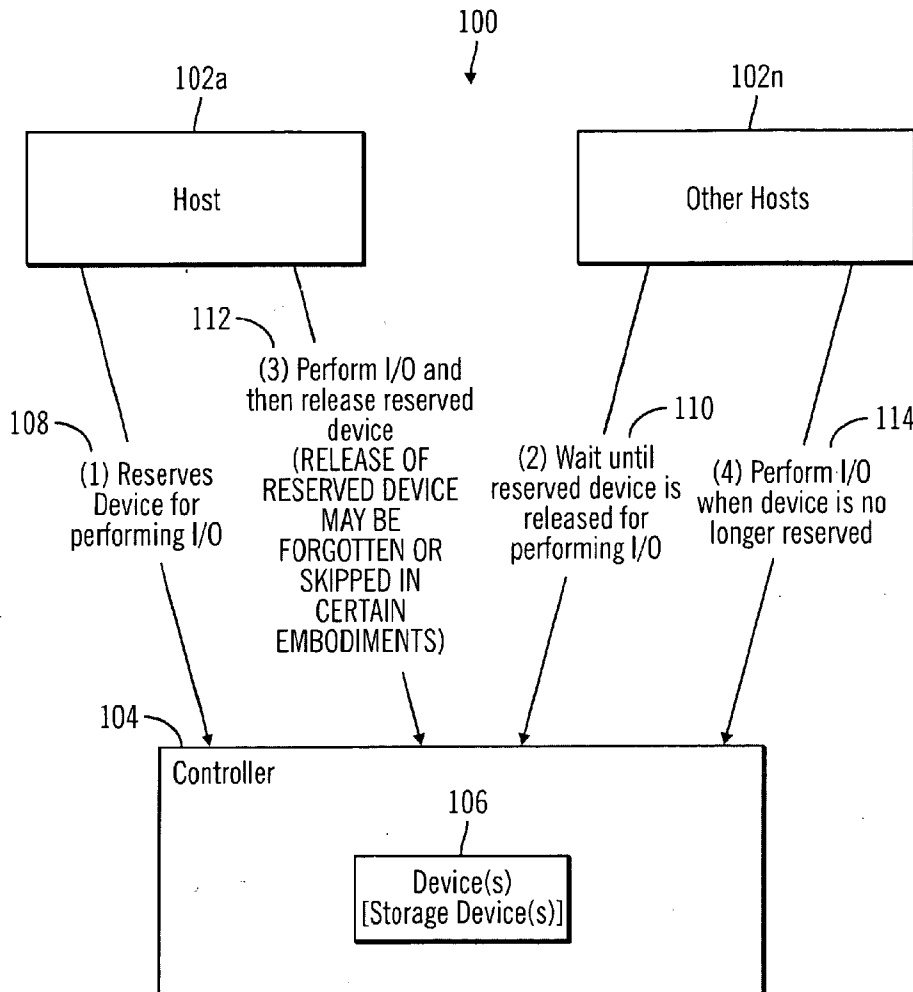 100
102a
102n
Host
Other Hosts
112
(3) Perform I/O and
then release reserved
device
(RELEASE OF
RESERVED DEVICE
MAY BE
FORGOTTEN OR
SKIPPED IN
CERTAIN
EMBODIMENTS)
108
(1) Reserves
Device for
performing I/O
110
(2) Wait until
reserved device is
released for
performing I/O
114
(4) Perform I/O
when device is no
longer reserved
104
Controller
106
Device(s)
[Storage Device(s)]